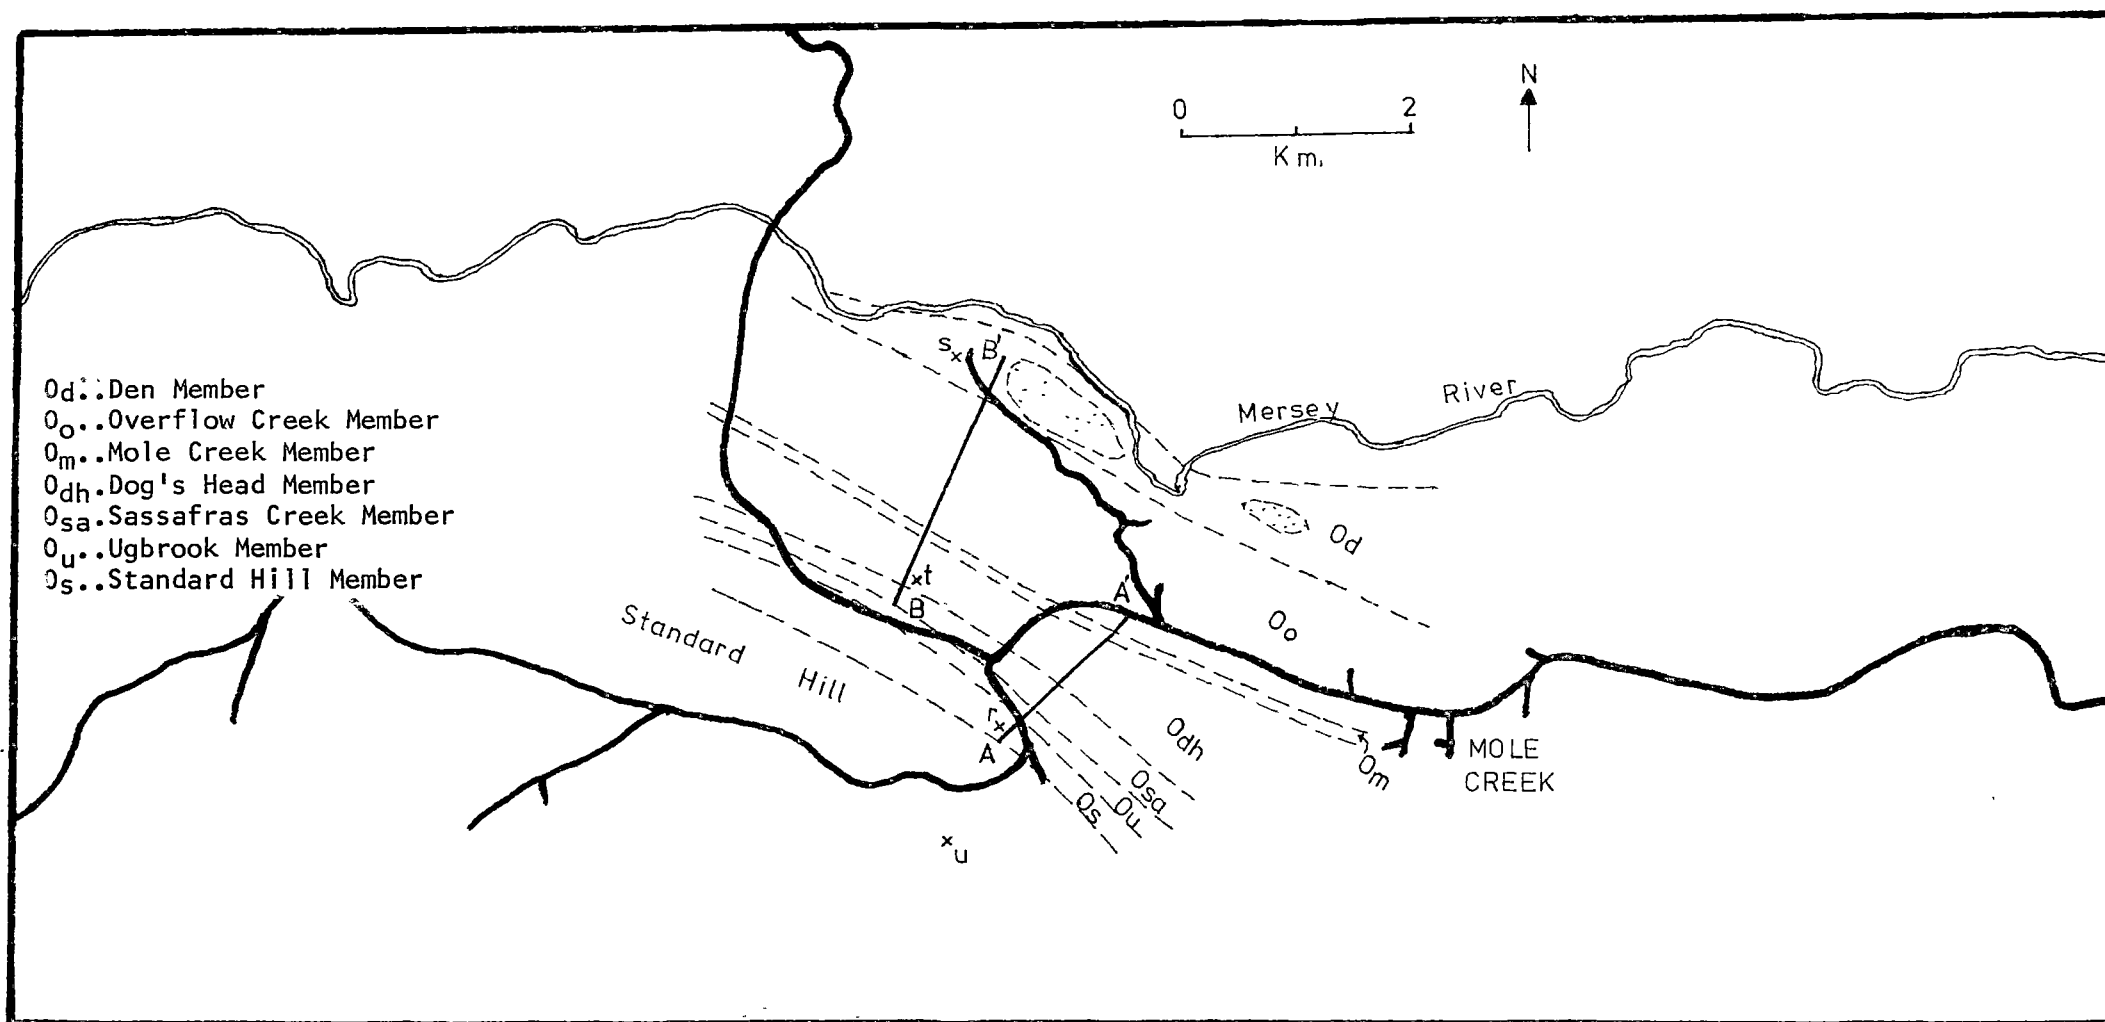 N
0 2
Km.
Mersey River
s B'
Od..Den Member
Oo..Overflow Creek Member
Om..Mole Creek Member
Odh.Dog's Head Member
Osa.Sassafras Creek Member
Ou..Ugbrook Member
Os..Standard Hill Member
Od
t
B
A'
Oo
Standard Hill
r
A
Odh
Om
MOLE
CREEK
Osa
Ou
Os
u